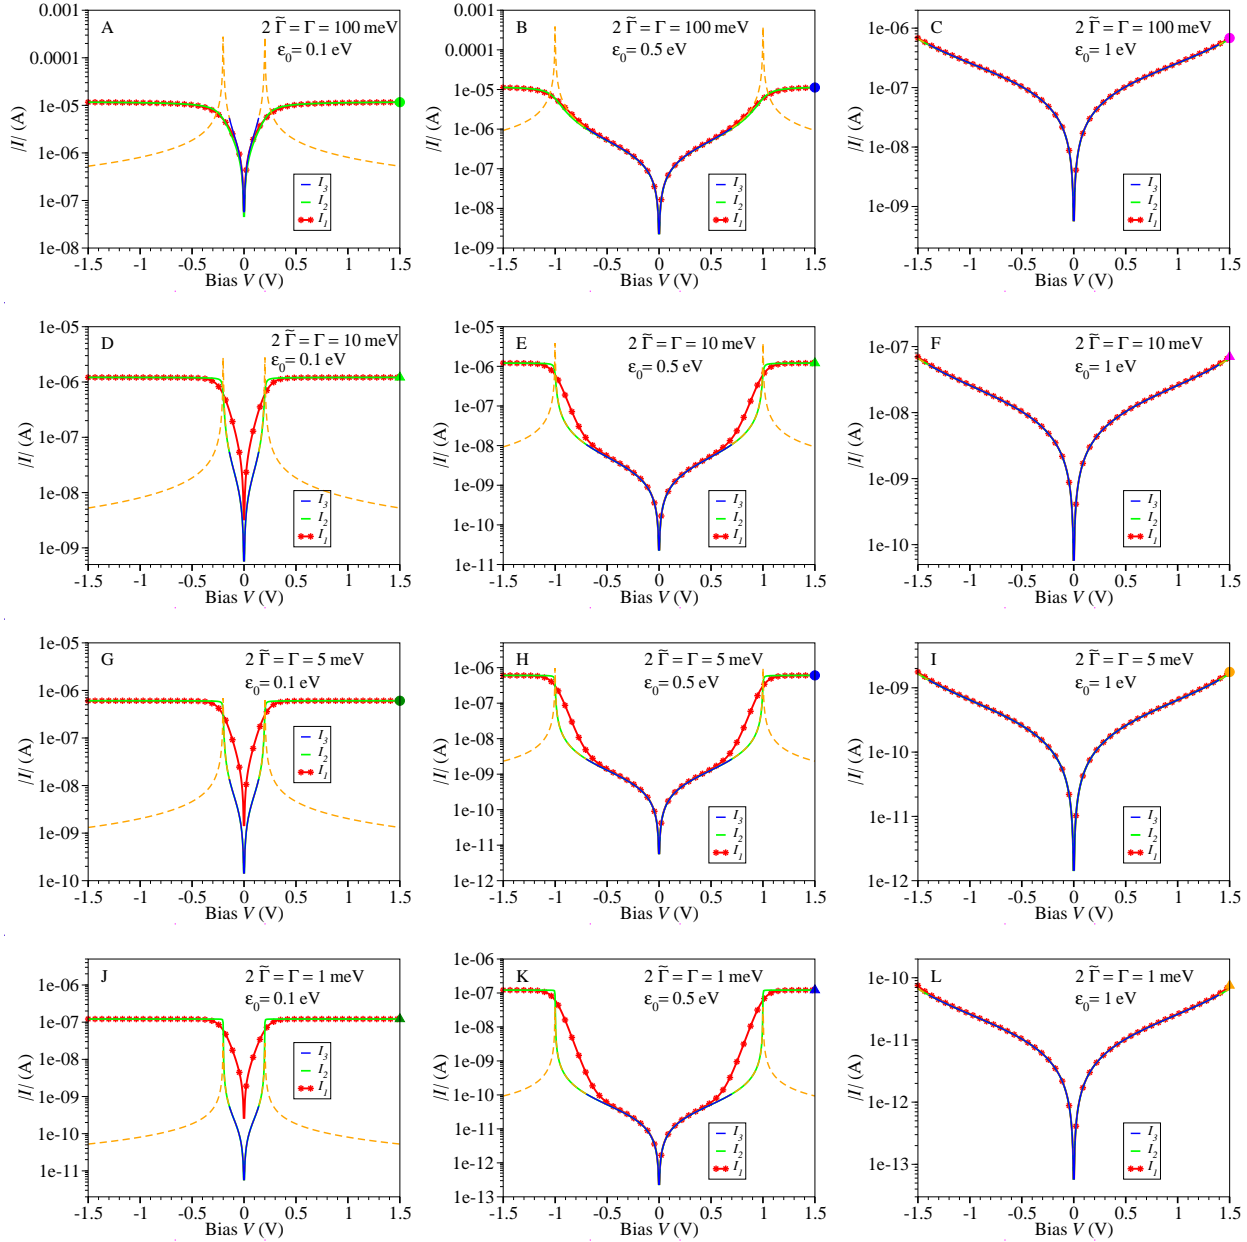 A
2 Γ̃ = Γ = 100 meV
ε0 = 0.1 eV
0.001
0.0001
1e-05
1e-06
1e-07
1e-08
|I| (A)
I3
I2
I1
-1.5 -1 -0.5 0 0.5 1 1.5
Bias V (V)
B
2 Γ̃ = Γ = 100 meV
ε0 = 0.5 eV
0.001
0.0001
1e-05
1e-06
1e-07
1e-08
1e-09
|I| (A)
I3
I2
I1
-1.5 -1 -0.5 0 0.5 1 1.5
Bias V (V)
C
2 Γ̃ = Γ = 100 meV
ε0 = 1 eV
1e-06
1e-07
1e-08
1e-09
|I| (A)
I3
I2
I1
-1.5 -1 -0.5 0 0.5 1 1.5
Bias V (V)
D
2 Γ̃ = Γ = 10 meV
ε0 = 0.1 eV
1e-05
1e-06
1e-07
1e-08
1e-09
|I| (A)
I3
I2
I1
-1.5 -1 -0.5 0 0.5 1 1.5
Bias V (V)
E
2 Γ̃ = Γ = 10 meV
ε0 = 0.5 eV
1e-05
1e-06
1e-07
1e-08
1e-09
1e-10
1e-11
|I| (A)
I3
I2
I1
-1.5 -1 -0.5 0 0.5 1 1.5
Bias V (V)
F
2 Γ̃ = Γ = 10 meV
ε0 = 1 eV
1e-07
1e-08
1e-09
1e-10
|I| (A)
I3
I2
I1
-1.5 -1 -0.5 0 0.5 1 1.5
Bias V (V)
G
2 Γ̃ = Γ = 5 meV
ε0 = 0.1 eV
1e-05
1e-06
1e-07
1e-08
1e-09
1e-10
|I| (A)
I3
I2
I1
-1.5 -1 -0.5 0 0.5 1 1.5
Bias V (V)
H
2 Γ̃ = Γ = 5 meV
ε0 = 0.5 eV
1e-06
1e-07
1e-08
1e-09
1e-10
1e-11
1e-12
|I| (A)
I3
I2
I1
-1.5 -1 -0.5 0 0.5 1 1.5
Bias V (V)
I
2 Γ̃ = Γ = 5 meV
ε0 = 1 eV
1e-09
1e-10
1e-11
1e-12
|I| (A)
I3
I2
I1
-1.5 -1 -0.5 0 0.5 1 1.5
Bias V (V)
J
2 Γ̃ = Γ = 1 meV
ε0 = 0.1 eV
1e-06
1e-07
1e-08
1e-09
1e-10
1e-11
|I| (A)
I3
I2
I1
-1.5 -1 -0.5 0 0.5 1 1.5
Bias V (V)
K
2 Γ̃ = Γ = 1 meV
ε0 = 0.5 eV
1e-06
1e-07
1e-08
1e-09
1e-10
1e-11
1e-12
1e-13
|I| (A)
I3
I2
I1
-1.5 -1 -0.5 0 0.5 1 1.5
Bias V (V)
L
2 Γ̃ = Γ = 1 meV
ε0 = 1 eV
1e-10
1e-11
1e-12
1e-13
|I| (A)
I3
I2
I1
-1.5 -1 -0.5 0 0.5 1 1.5
Bias V (V)